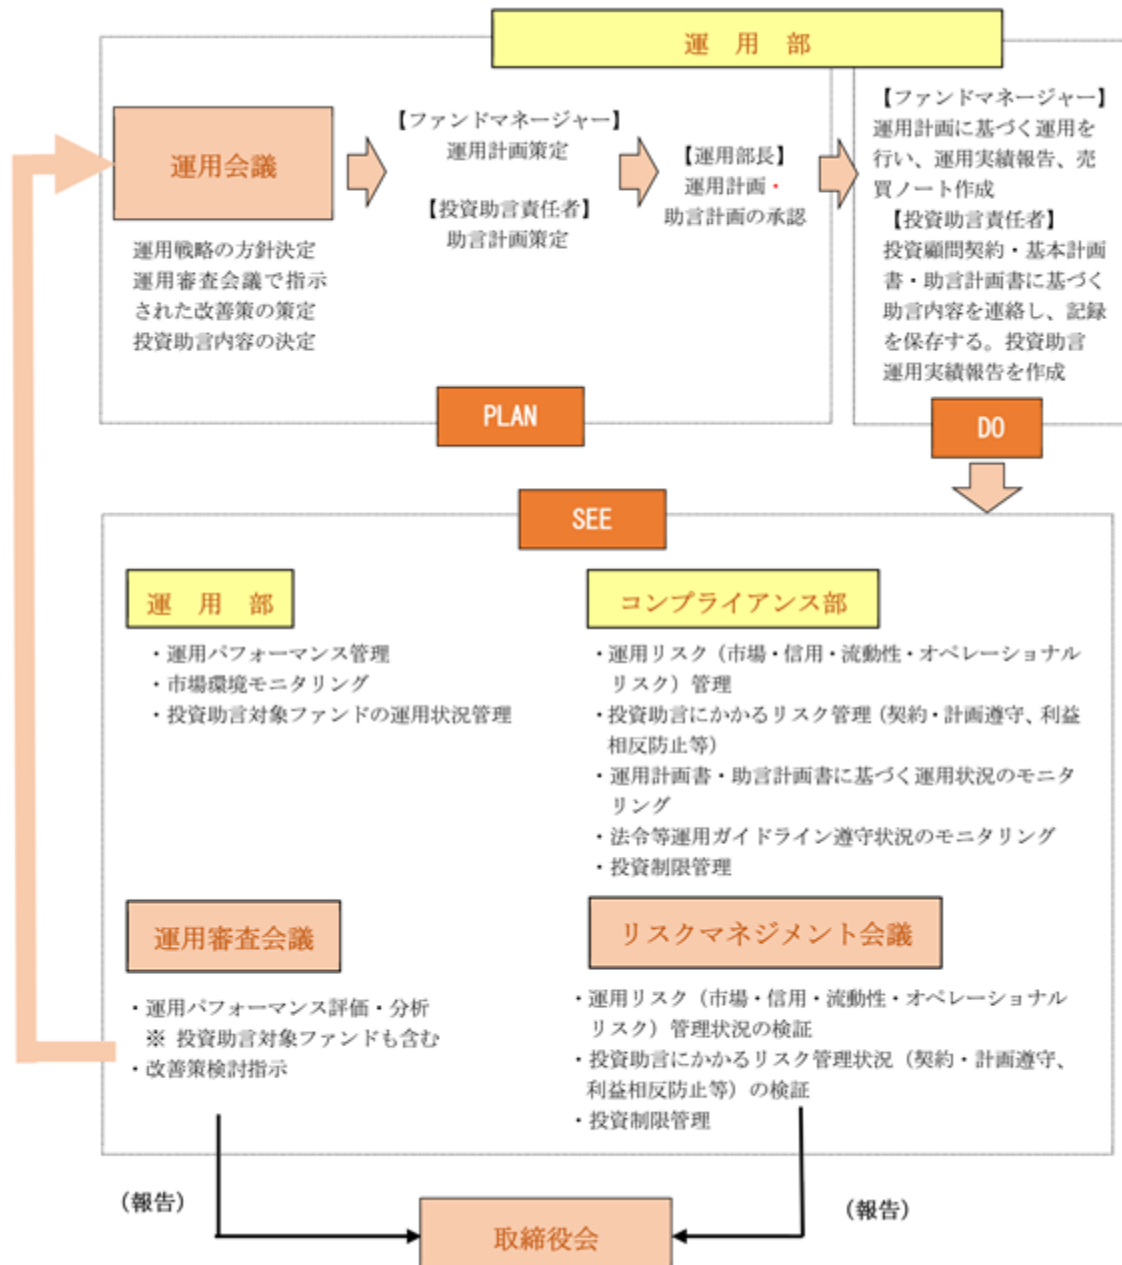 運 用 部
運用会議
運用戦略の方針決定
運用審査会議で指示
された改善策の策定
投資助言内容の決定
【ファンドマネージャー】
運用計画策定
【投資助言責任者】
助言計画策定
【運用部長】
運用計画・
助言計画の承認
【ファンドマネージャー】
運用計画に基づく運用を
行い、運用実績報告、売
買ノート作成
【投資助言責任者】
投資顧問契約・基本計画
書・助言計画書に基づく
助言内容を連絡し、記録
を保存する。投資助言
運用実績報告を作成
PLAN
DO
SEE
運 用 部
・運用パフォーマンス管理
・市場環境モニタリング
・投資助言対象ファンドの運用状況管理
コンプライアンス部
・運用リスク（市場・信用・流動性・オペレーショナル
リスク）管理
・投資助言にかかるリスク管理（契約・計画遵守、利益
相反防止等）
・運用計画書・助言計画書に基づく運用状況のモニタ
リング
・法令等運用ガイドライン遵守状況のモニタリング
・投資制限管理
運用審査会議
・運用パフォーマンス評価・分析
※ 投資助言対象ファンドも含む
・改善策検討指示
リスクマネジメント会議
・運用リスク（市場・信用・流動性・オペレーショナル
リスク）管理状況の検証
・投資助言にかかるリスク管理状況（契約・計画遵守、
利益相反防止等）の検証
・投資制限管理
（報告）
（報告）
取締役会